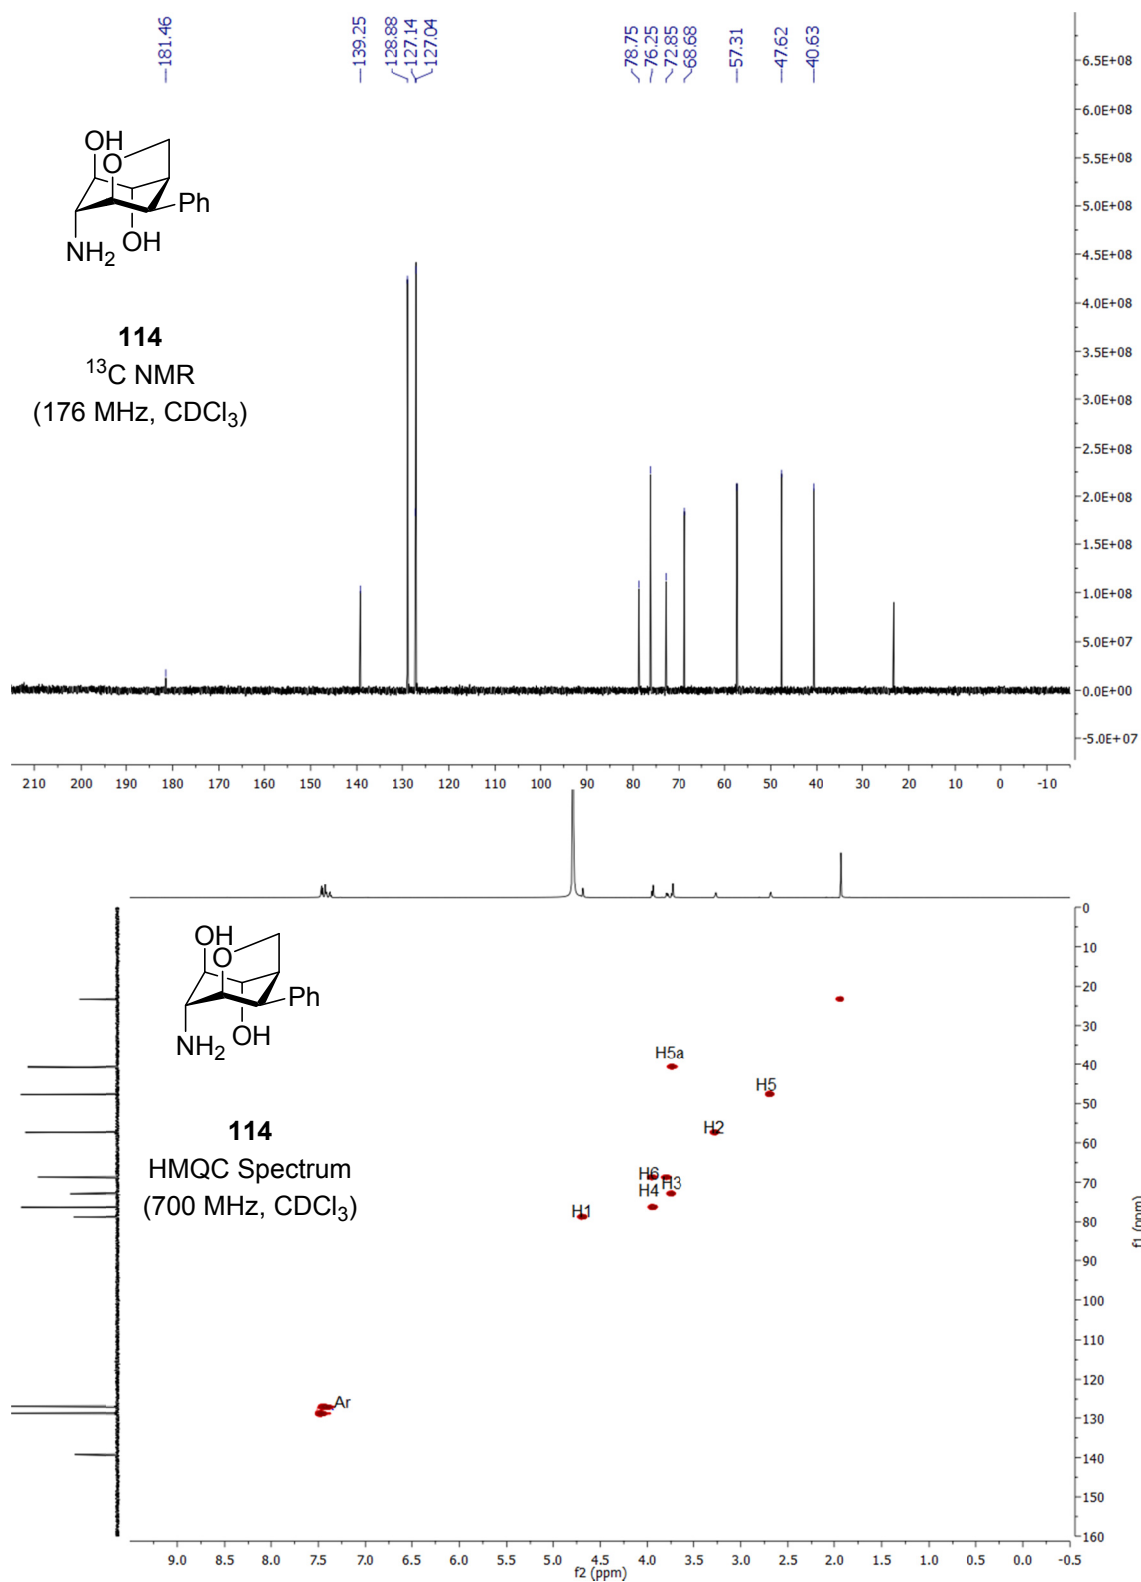 181.46
139.25
128.88
127.14
127.04
78.75
76.25
72.85
68.68
57.31
47.62
40.63
6.5E+08
6.0E+08
5.5E+08
5.0E+08
4.5E+08
4.0E+08
3.5E+08
3.0E+08
2.5E+08
2.0E+08
1.5E+08
1.0E+08
5.0E+07
0.0E+00
-5.0E+07
OH
O
Ph
OH
NH2
114
13C NMR
(176 MHz, CDCl3)
210 200 190 180 170 160 150 140 130 120 110 100 90 80 70 60 50 40 30 20 10 0 -10
OH
O
Ph
OH
NH2
114
HMQC Spectrum
(700 MHz, CDCl3)
H5a
H5
H2
H6
H3
H4
H1
Ar
0
10
20
30
40
50
60
70
80
90
100
110
120
130
140
150
160
f1 (ppm)
9.0 8.5 8.0 7.5 7.0 6.5 6.0 5.5 5.0 4.5 4.0 3.5 3.0 2.5 2.0 1.5 1.0 0.5 0.0 -0.5
f2 (ppm)